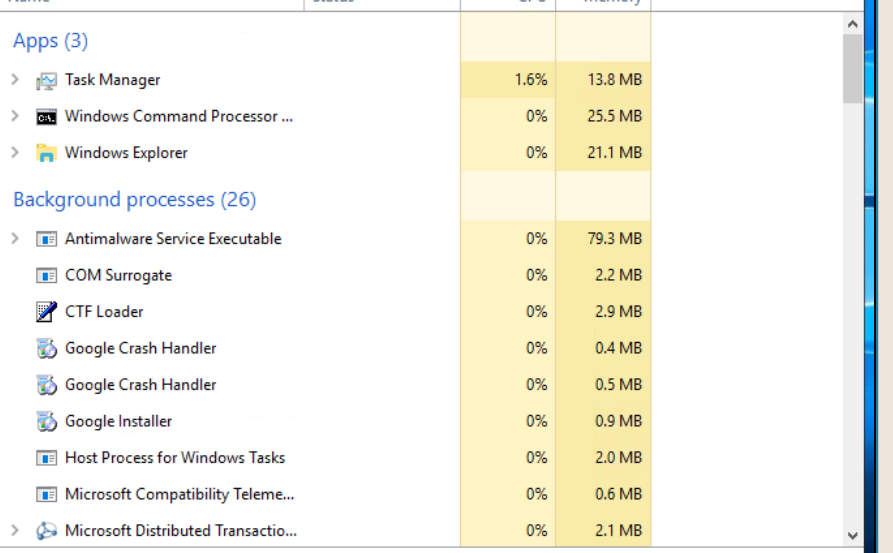 Name Status CPU Memory
Apps (3)
Task Manager 1.6% 13.8 MB
Windows Command Processor ... 0% 25.5 MB
Windows Explorer 0% 21.1 MB
Background processes (26)
Antimalware Service Executable 0% 79.3 MB
COM Surrogate 0% 2.2 MB
CTF Loader 0% 2.9 MB
Google Crash Handler 0% 0.4 MB
Google Crash Handler 0% 0.5 MB
Google Installer 0% 0.9 MB
Host Process for Windows Tasks 0% 2.0 MB
Microsoft Compatibility Teleme... 0% 0.6 MB
Microsoft Distributed Transactio... 0% 2.1 MB